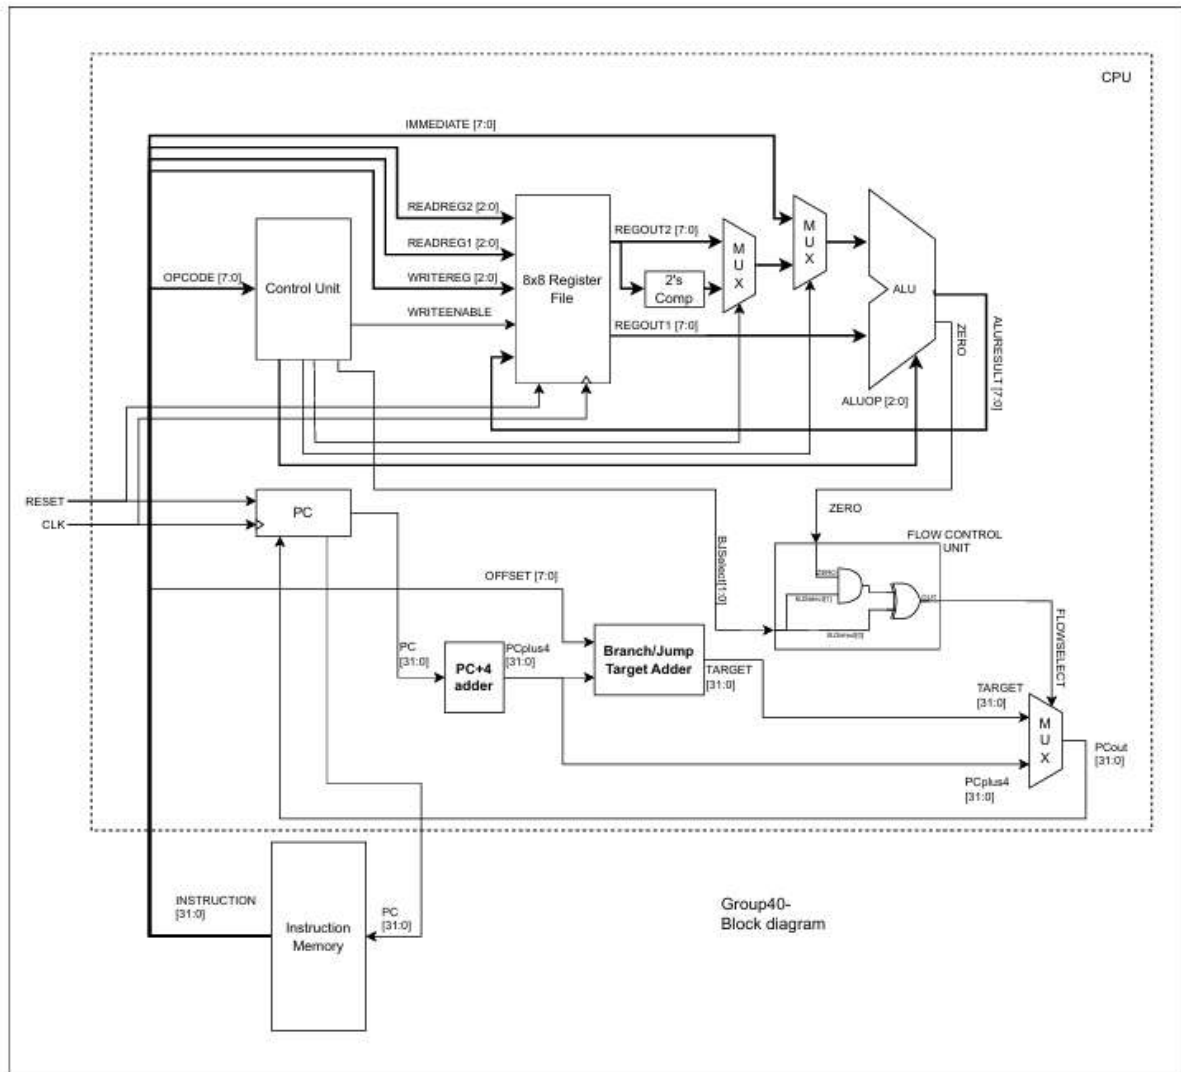 CPU
IMMEDIATE [7:0]
READREG2 [2:0]
READREG1 [2:0]
WRITEREG [2:0]
WRITEENABLE
OPCODE [7:0]
Control Unit
8x8 Register
File
REGOUT2 [7:0]
2's
Comp
REGOUT1 [7:0]
M
U
X
M
U
X
ALU
ZERO
ALURESULT [7:0]
ALUOP [2:0]
RESET
CLK
PC
ZERO
FLOW CONTROL
UNIT
ZERO
OUT
BJSelect[1:0]
OFFSET [7:0]
FLOWSELECT
PC
[31:0]
PC+4
adder
PCplus4
[31:0]
Branch/Jump
Target Adder
TARGET
[31:0]
TARGET
[31:0]
M
U
X
PCplus4
[31:0]
PCout
[31:0]
INSTRUCTION
[31:0]
Instruction
Memory
PC
[31:0]
Group40-
Block diagram